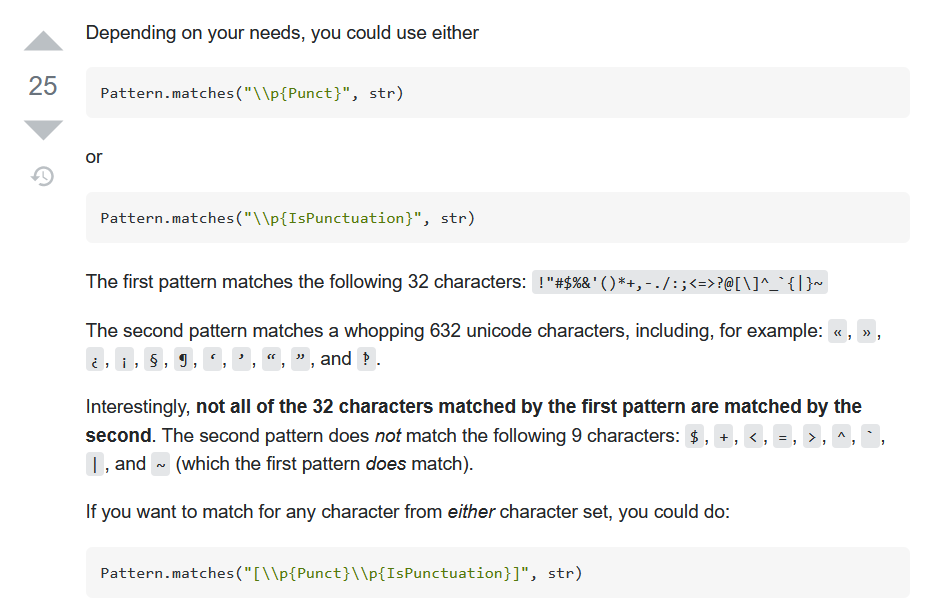 Depending on your needs, you could use either
25
Pattern.matches("\\p{Punct}", str)
or
Pattern.matches("\\p{IsPunctuation}", str)
The first pattern matches the following 32 characters: !"#$%&'()*+,-./:;<=>?@[\]^_`{|}~
The second pattern matches a whopping 632 unicode characters, including, for example: «, »,
¿, ¡, §, ¶, ‘, ’, “, ”, and ‽.
Interestingly, not all of the 32 characters matched by the first pattern are matched by the
second. The second pattern does not match the following 9 characters: $, +, <, =, >, ^, `,
|, and ~ (which the first pattern does match).
If you want to match for any character from either character set, you could do:
Pattern.matches("[\\p{Punct}\\p{IsPunctuation}]", str)